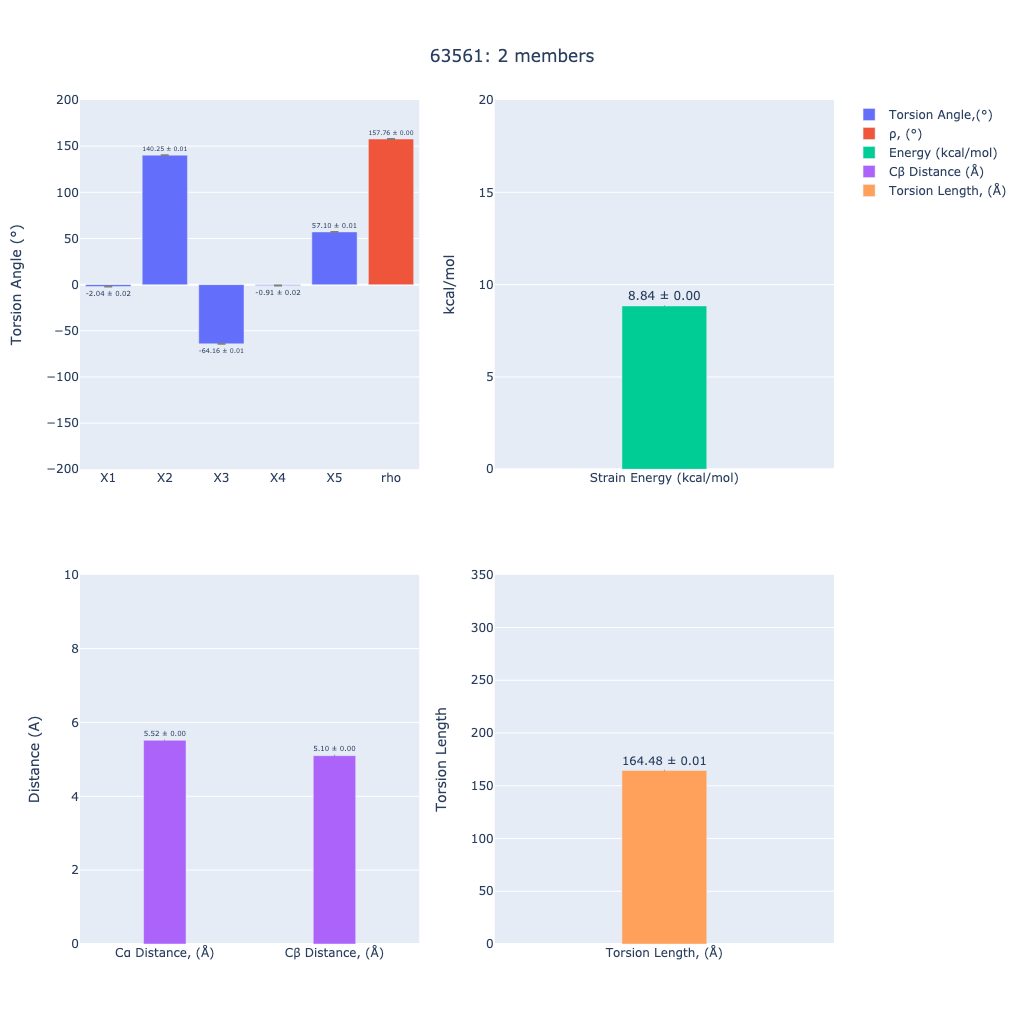 63561: 2 members
Torsion Angle (°)
200
150
100
50
0
−50
−100
−150
−200
-2.04 ± 0.02
140.25 ± 0.01
-64.16 ± 0.01
-0.91 ± 0.02
57.10 ± 0.01
157.76 ± 0.00
X1
X2
X3
X4
X5
rho
kcal/mol
20
15
10
5
0
8.84 ± 0.00
Strain Energy (kcal/mol)
Torsion Angle,(°)
ρ, (°)
Energy (kcal/mol)
Cβ Distance (Å)
Torsion Length, (Å)
Distance (A)
10
8
6
4
2
0
5.52 ± 0.00
5.10 ± 0.00
Cα Distance, (Å)
Cβ Distance, (Å)
Torsion Length
350
300
250
200
150
100
50
0
164.48 ± 0.01
Torsion Length, (Å)